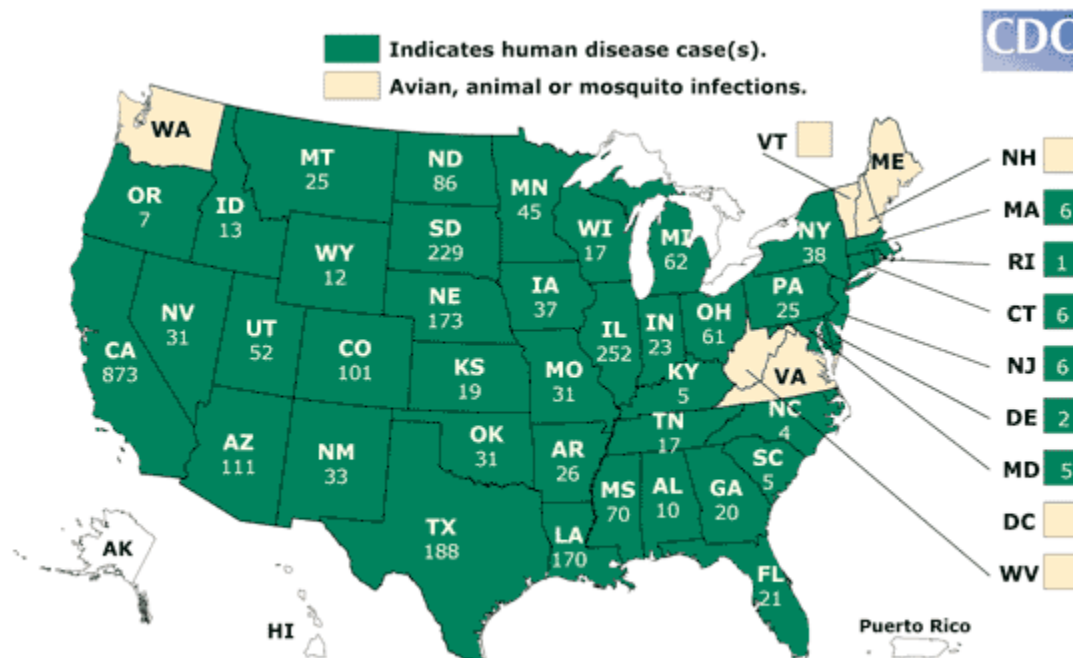 Indicates human disease case(s).
CDC
Avian, animal or mosquito infections.
WA
VT
ME
NH
MT
25
ND
86
MN
45
OR
7
ID
13
SD
229
WI
17
MI
62
NY
38
MA 6
WY
12
RI 1
IA
37
PA
25
NE
173
OH
61
CT 6
NV
31
UT
52
IL
252
IN
23
CA
873
CO
101
NJ 6
KS
19
MO
31
KY
5
VA
DE 2
NC
4
TN
17
AZ
111
NM
33
OK
31
AR
26
SC
5
MD 5
MS
70
AL
10
GA
20
TX
188
DC
LA
170
AK
WV
FL
21
HI
Puerto Rico